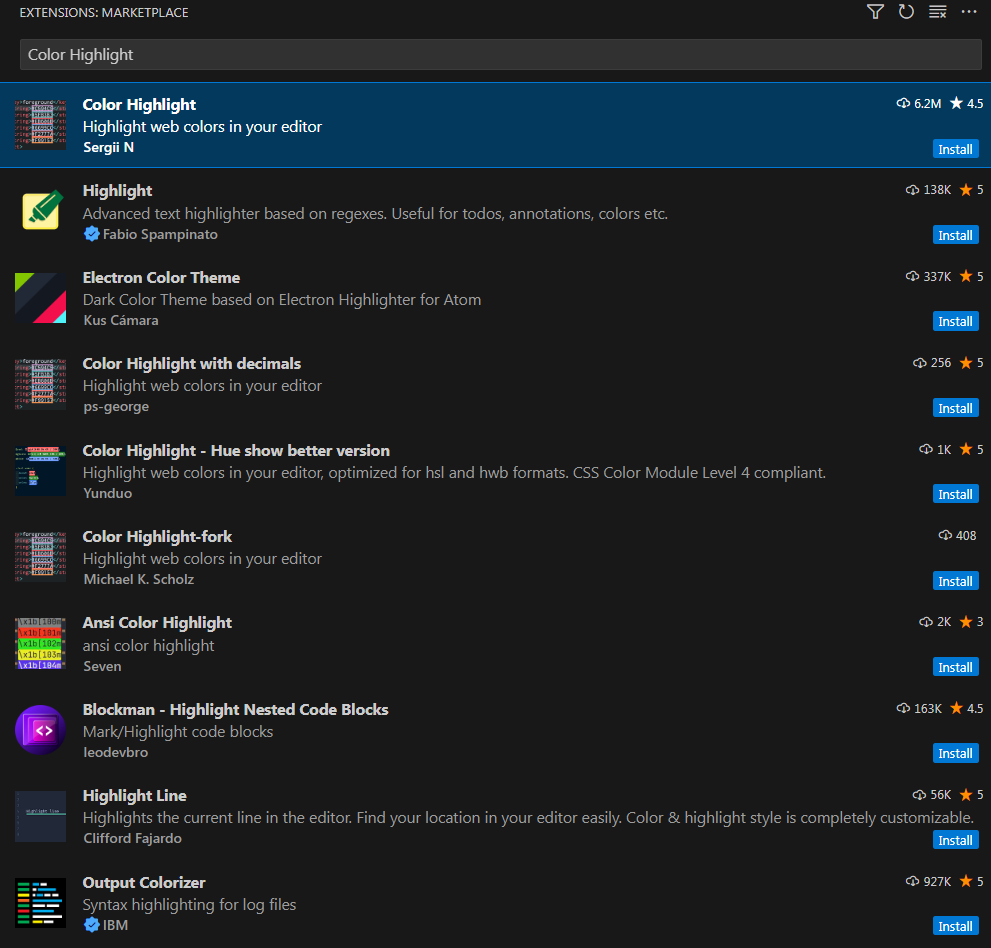 EXTENSIONS: MARKETPLACE
Color Highlight
Color Highlight 6.2M 4.5
Highlight web colors in your editor
Sergii N Install
Highlight 138K 5
Advanced text highlighter based on regexes. Useful for todos, annotations, colors etc.
Fabio Spampinato Install
Electron Color Theme 337K 5
Dark Color Theme based on Electron Highlighter for Atom
Kus Cámara Install
Color Highlight with decimals 256 5
Highlight web colors in your editor
ps-george Install
Color Highlight - Hue show better version 1K 5
Highlight web colors in your editor, optimized for hsl and hwb formats. CSS Color Module Level 4 compliant.
Yunduo Install
Color Highlight-fork 408
Highlight web colors in your editor
Michael K. Scholz Install
Ansi Color Highlight 2K 3
ansi color highlight
Seven Install
Blockman - Highlight Nested Code Blocks 163K 4.5
Mark/Highlight code blocks
leodevbro Install
Highlight Line 56K 5
Highlights the current line in the editor. Find your location in your editor easily. Color & highlight style is completely customizable.
Clifford Fajardo Install
Output Colorizer 927K 5
Syntax highlighting for log files
IBM Install